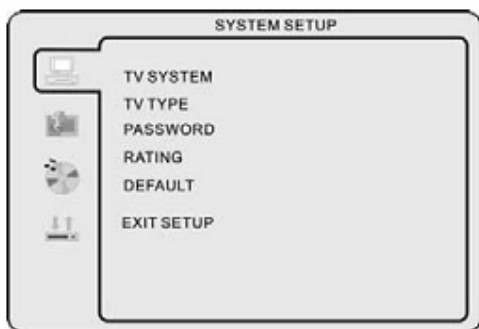 SYSTEM SETUP
TV SYSTEM
TV TYPE
PASSWORD
RATING
DEFAULT
EXIT SETUP